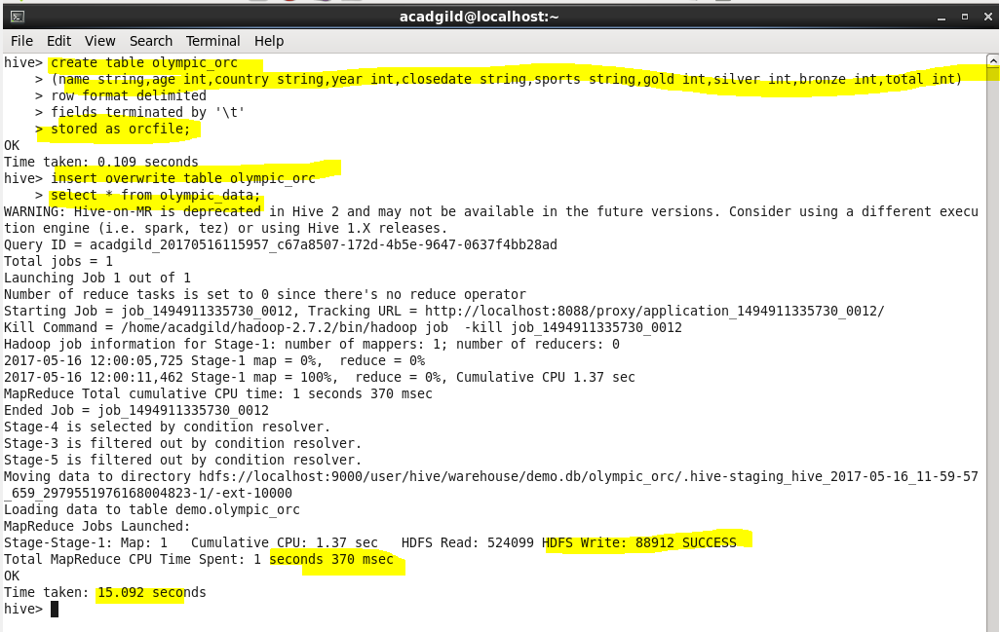 acadgild@localhost:~
File Edit View Search Terminal Help
hive> create table olympic_orc
    > (name string,age int,country string,year int,closedate string,sports string,gold int,silver int,bronze int,total int)
    > row format delimited
    > fields terminated by '\t'
    > stored as orcfile;
OK
Time taken: 0.109 seconds
hive> insert overwrite table olympic_orc
    > select * from olympic_data;
WARNING: Hive-on-MR is deprecated in Hive 2 and may not be available in the future versions. Consider using a different execu
tion engine (i.e. spark, tez) or using Hive 1.X releases.
Query ID = acadgild_20170516115957_c67a8507-172d-4b5e-9647-0637f4bb28ad
Total jobs = 1
Launching Job 1 out of 1
Number of reduce tasks is set to 0 since there's no reduce operator
Starting Job = job_1494911335730_0012, Tracking URL = http://localhost:8088/proxy/application_1494911335730_0012/
Kill Command = /home/acadgild/hadoop-2.7.2/bin/hadoop job  -kill job_1494911335730_0012
Hadoop job information for Stage-1: number of mappers: 1; number of reducers: 0
2017-05-16 12:00:05,725 Stage-1 map = 0%,  reduce = 0%
2017-05-16 12:00:11,462 Stage-1 map = 100%,  reduce = 0%, Cumulative CPU 1.37 sec
MapReduce Total cumulative CPU time: 1 seconds 370 msec
Ended Job = job_1494911335730_0012
Stage-4 is selected by condition resolver.
Stage-3 is filtered out by condition resolver.
Stage-5 is filtered out by condition resolver.
Moving data to directory hdfs://localhost:9000/user/hive/warehouse/demo.db/olympic_orc/.hive-staging_hive_2017-05-16_11-59-57
_659_2979551976168004823-1/-ext-10000
Loading data to table demo.olympic_orc
MapReduce Jobs Launched:
Stage-Stage-1: Map: 1   Cumulative CPU: 1.37 sec   HDFS Read: 524099 HDFS Write: 88912 SUCCESS
Total MapReduce CPU Time Spent: 1 seconds 370 msec
OK
Time taken: 15.092 seconds
hive>